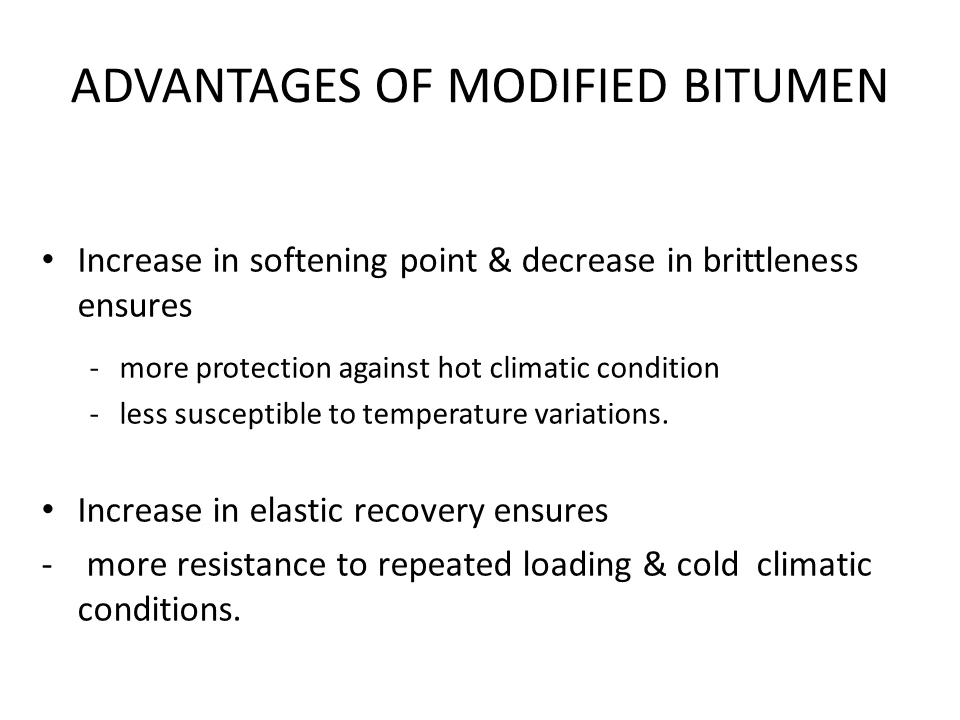 ADVANTAGES OF MODIFIED BITUMEN
• Increase in softening point & decrease in brittleness
ensures
- more protection against hot climatic condition
- less susceptible to temperature variations.
• Increase in elastic recovery ensures
- more resistance to repeated loading & cold climatic
conditions.